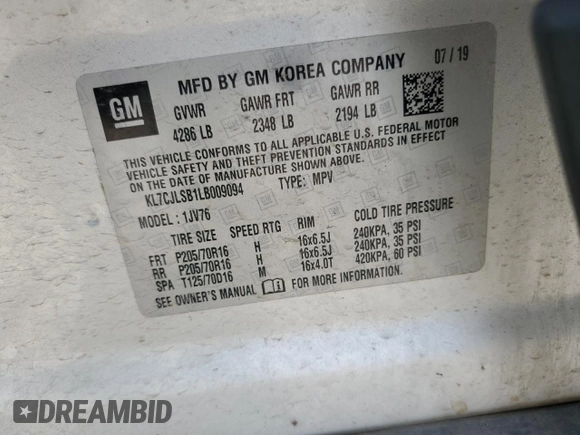 GM
MFD BY GM KOREA COMPANY 07/19
GVWR GAWR FRT GAWR RR
4286 LB 2348 LB 2194 LB
THIS VEHICLE CONFORMS TO ALL APPLICABLE U.S. FEDERAL MOTOR
VEHICLE SAFETY AND THEFT PREVENTION STANDARDS IN EFFECT
ON THE DATE OF MANUFACTURE SHOWN ABOVE.
KL7CJLSB1LB009094 TYPE: MPV
MODEL: 1JV76
TIRE SIZE SPEED RTG RIM COLD TIRE PRESSURE
FRT P205/70R16 H 16x6.5J 240KPA, 35 PSI
RR P205/70R16 H 16x6.5J 240KPA, 35 PSI
SPA T125/70D16 M 16x4.0T 420KPA, 60 PSI
SEE OWNER'S MANUAL FOR MORE INFORMATION.
DREAMBID